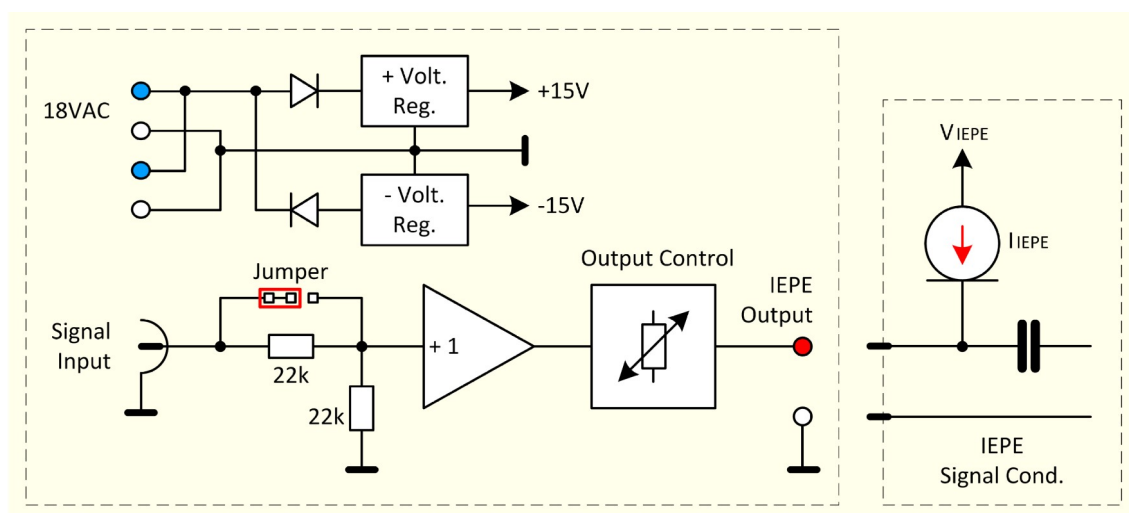 18VAC
+ Volt.
Reg.
+15V
- Volt.
Reg.
-15V
Jumper
Signal
Input
22k
22k
+ 1
Output Control
IEPE
Output
VIEPE
IIEPE
IEPE
Signal Cond.